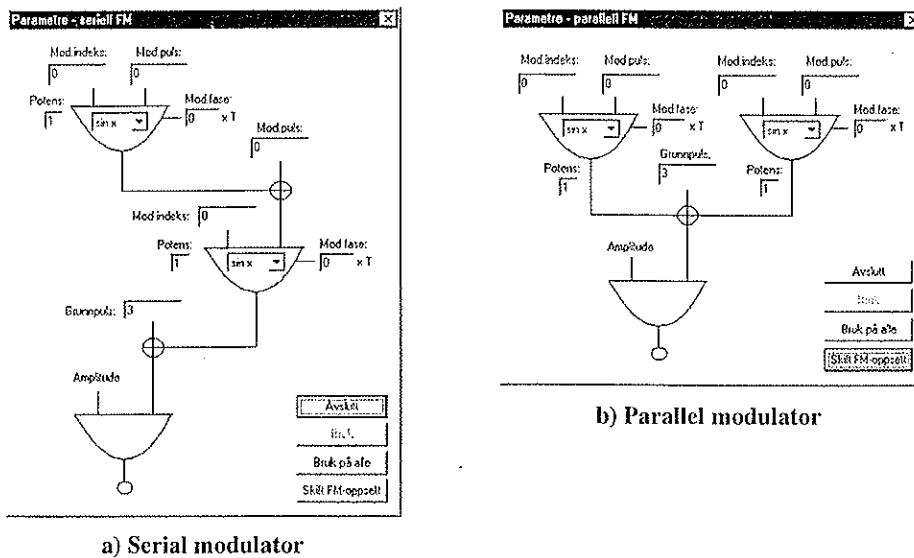 Parametre - seriell FM
Mod.indeks: Mod.puls:
0 0
Potens: Mod.fase:
1 sin x 0 x T
Mod.puls:
0
Mod.indeks: 0
Potens: Mod.fase:
1 sin x 0 x T
Grunnpuls: 3
Amplitude
Avslutt
Bruk
Bruk på alle
Skift FM-oppsett
a) Serial modulator
Parametre - parallell FM
Mod.indeks: Mod.puls: Mod.indeks: Mod.puls:
0 0 0 0
Mod.fase: Mod.fase:
sin x 0 x T sin x 0 x T
Grunnpuls:
Potens: 3 Potens:
1 1
Amplitude
Avslutt
Bruk
Bruk på alle
Skift FM-oppsett
b) Parallel modulator